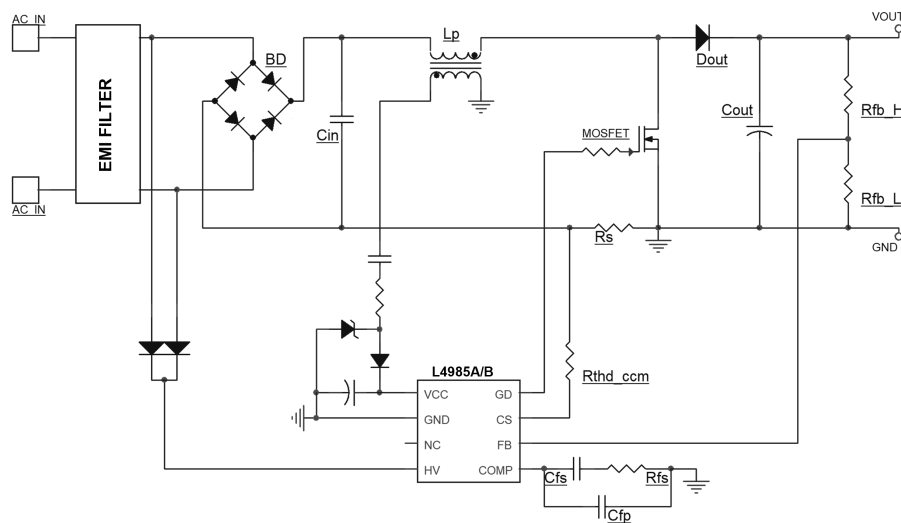 AC_IN
VOUT
Lp
BD
Dout
EMI FILTER
Cin
Cout
Rfb_H
MOSFET
AC_IN
Rfb_L
Rs
GND
L4985A/B
Rthd_ccm
VCC
GD
GND
CS
NC
FB
HV
COMP
Cfs
Rfs
Cfp